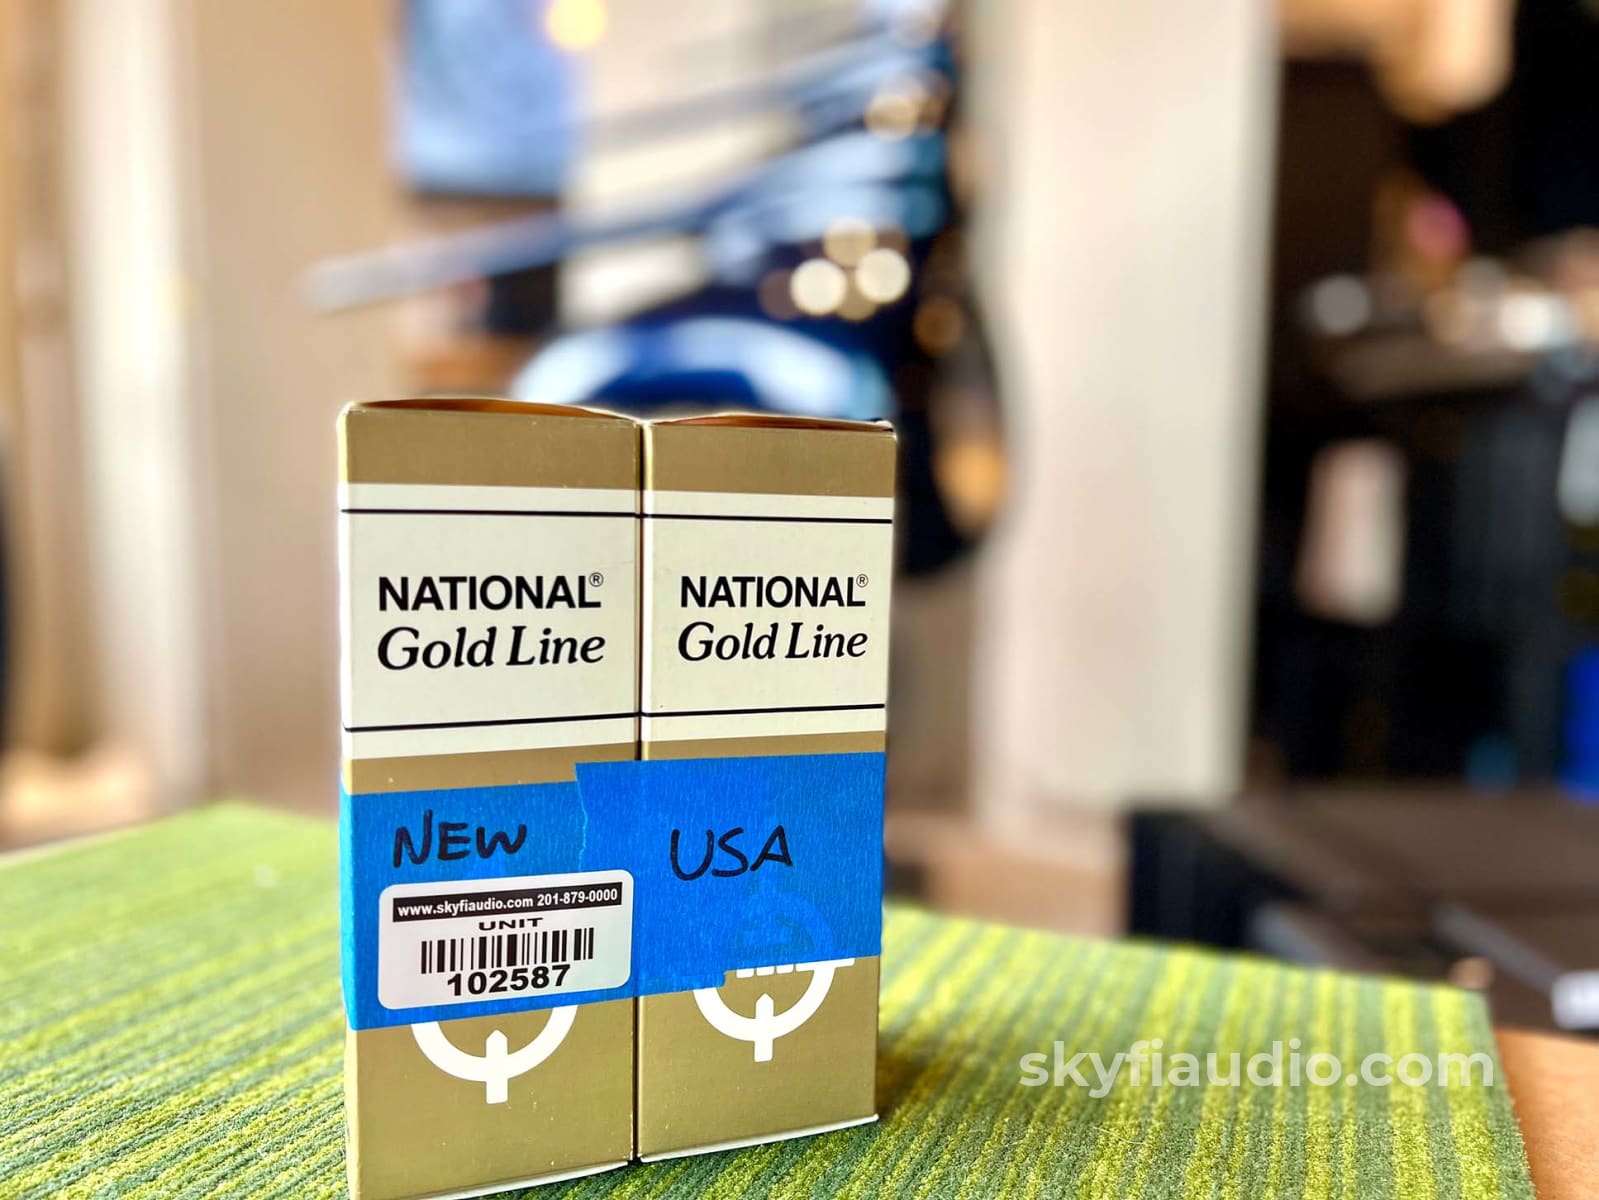 NATIONAL®
Gold Line
NATIONAL®
Gold Line
NEW
USA
www.skyfiaudio.com 201-879-0000
UNIT
102587
skyfiaudio.com